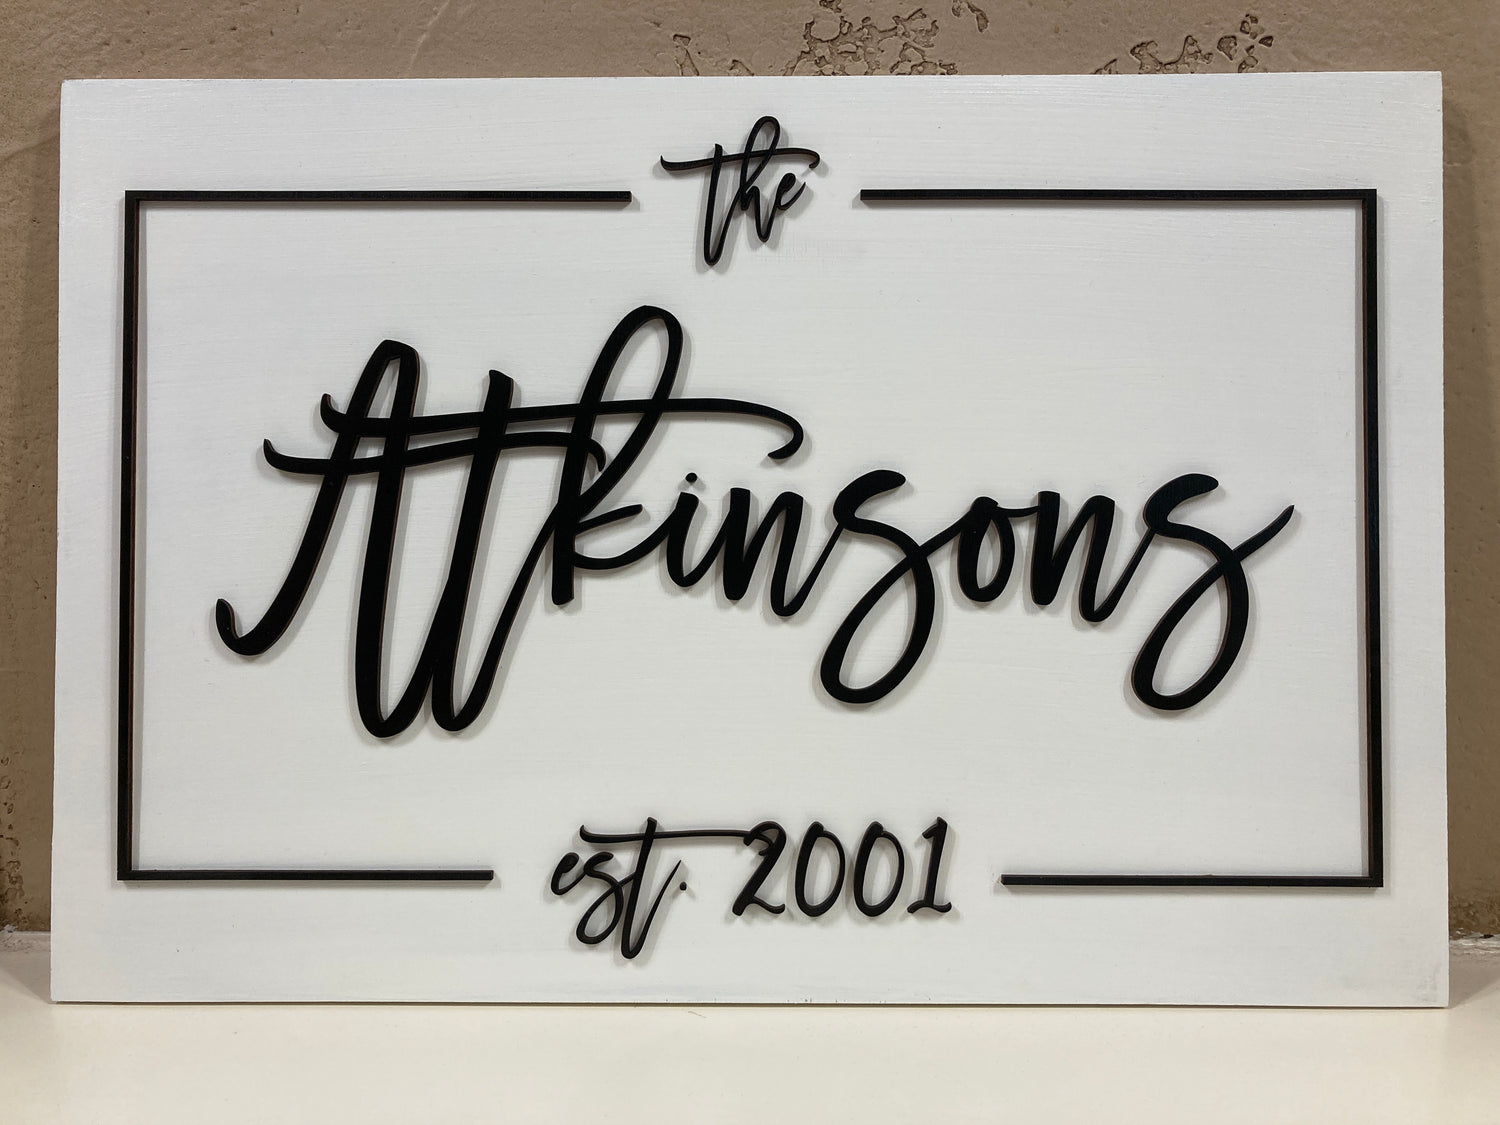 the
Atkinsons
est. 2001